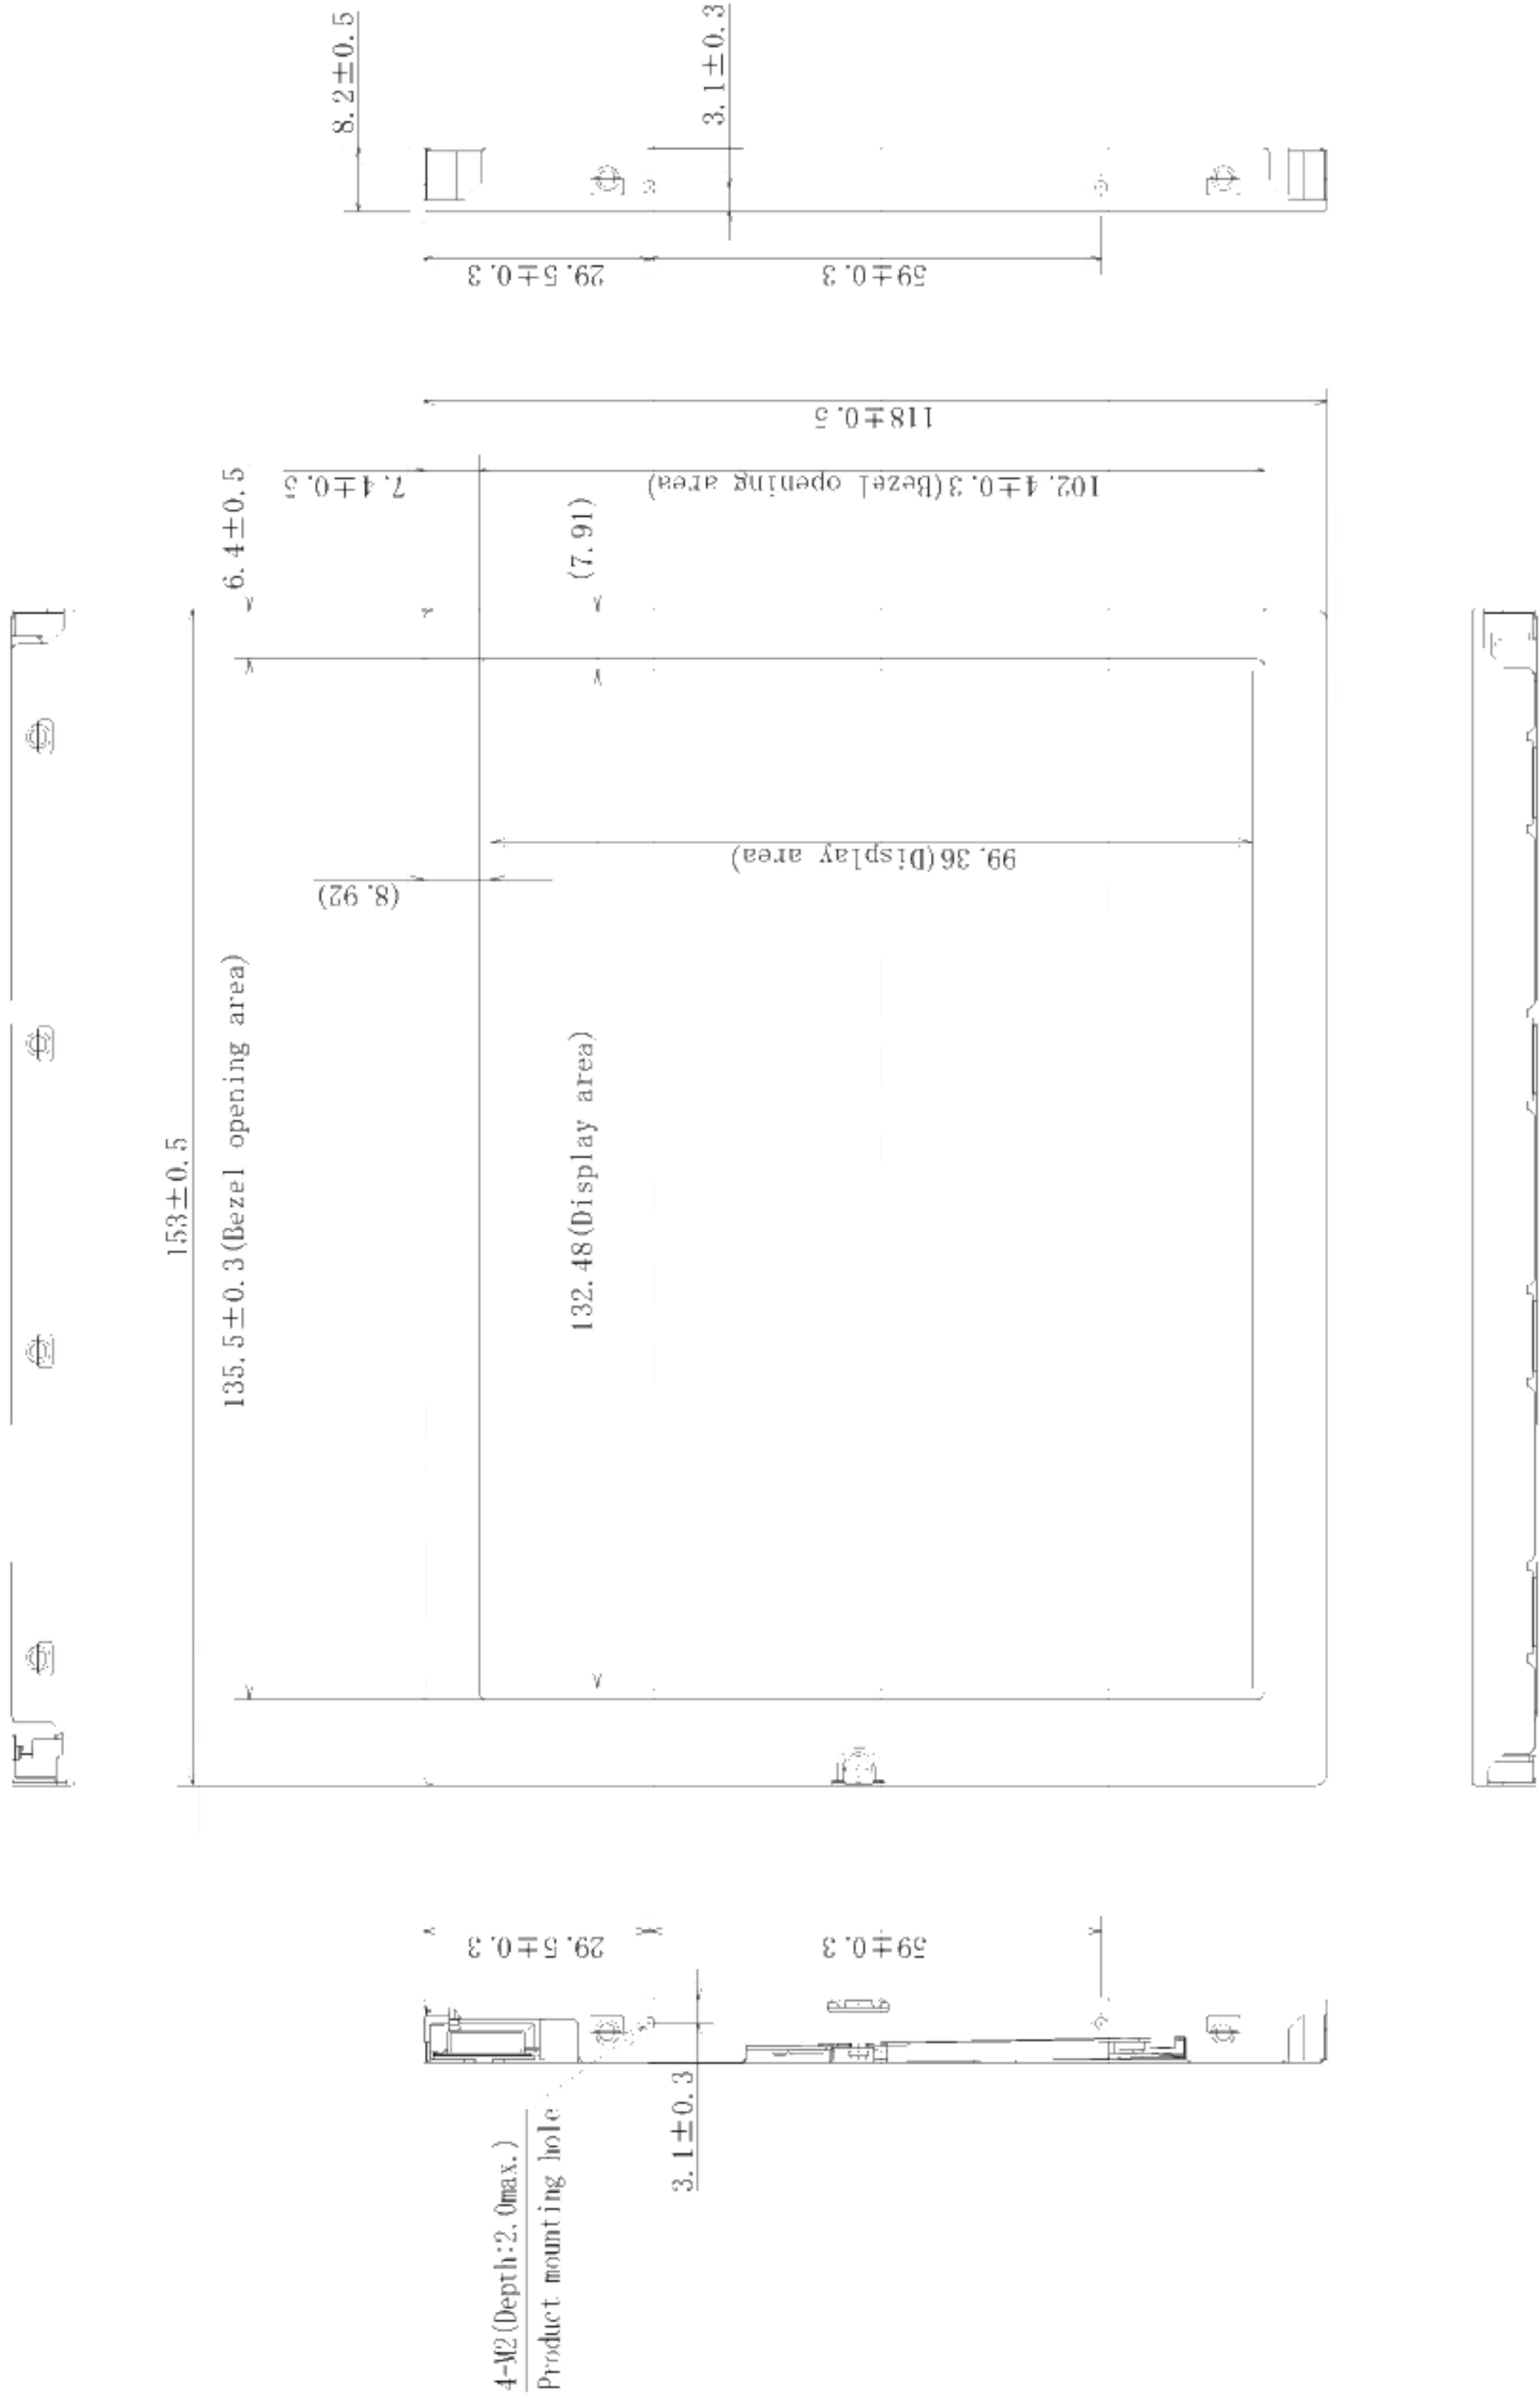 8.2±0.5
3.1±0.3
29.5±0.3
59±0.3
118±0.5
7.4±0.5
102.4±0.3(Bezel opening area)
6.4±0.5
(7.91)
99.36(Display area)
(8.92)
135.5±0.3(Bezel opening area)
132.48(Display area)
153±0.5
29.5±0.3
59±0.3
3.1±0.3
4-M2(Depth:2.0max.)
Product mounting hole